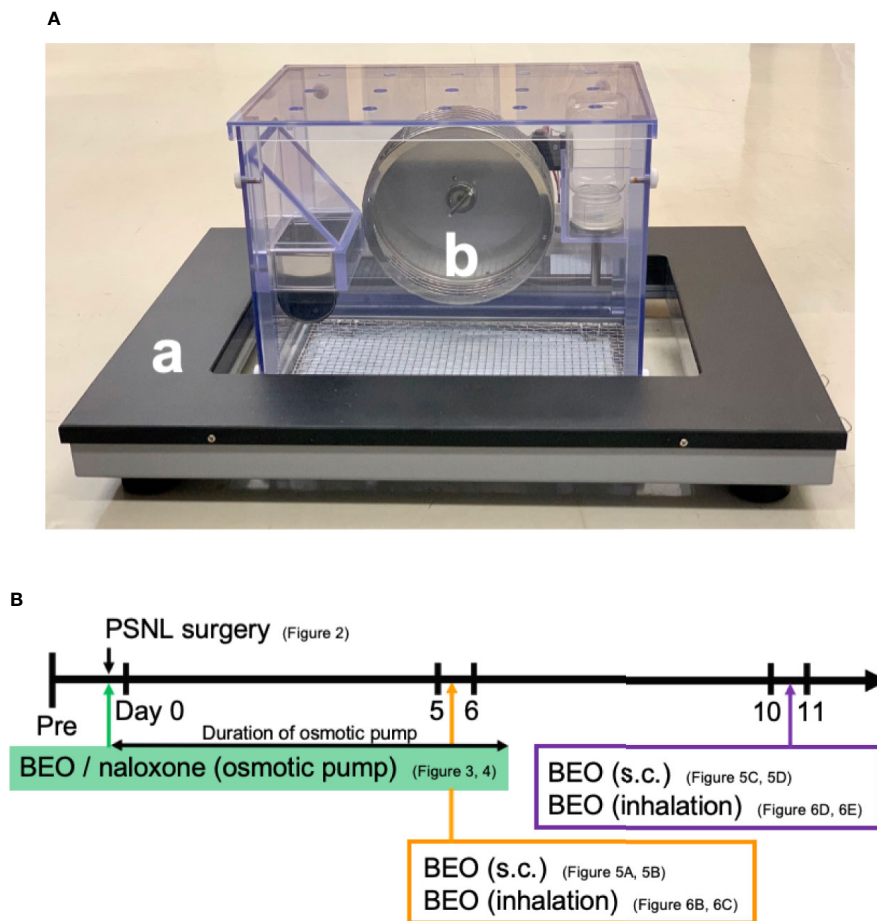 A
b
a
B
PSNL surgery (Figure 2)
Pre
Day 0
5
6
10
11
Duration of osmotic pump
BEO / naloxone (osmotic pump) (Figure 3, 4)
BEO (s.c.) (Figure 5C, 5D)
BEO (inhalation) (Figure 6D, 6E)
BEO (s.c.) (Figure 5A, 5B)
BEO (inhalation) (Figure 6B, 6C)